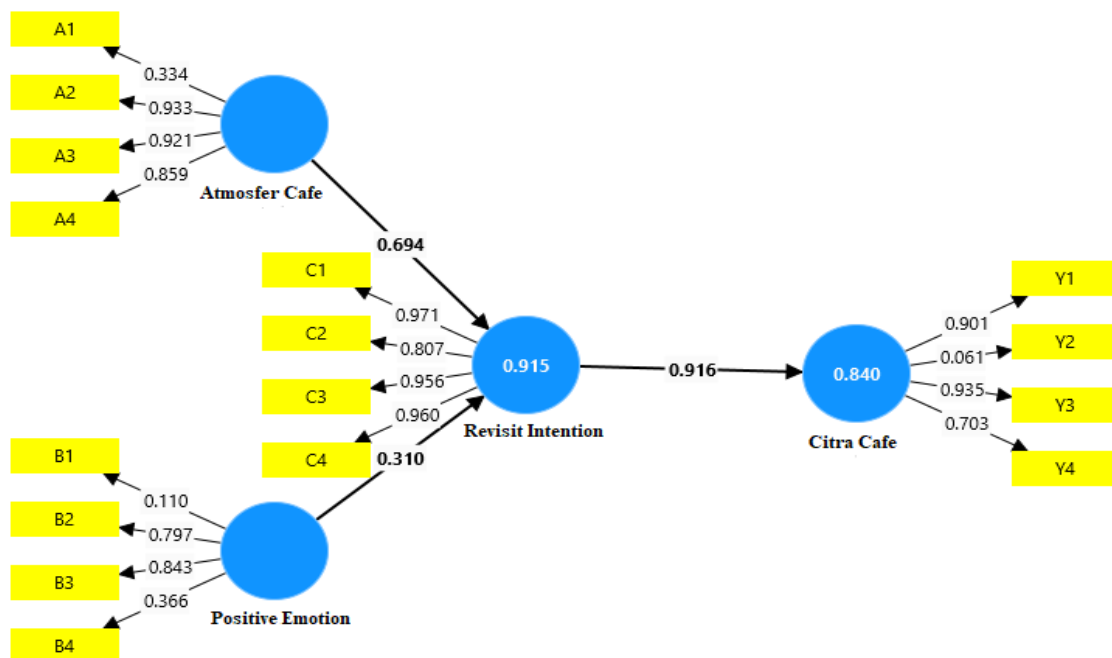 A1
0.334
A2
0.933
A3
0.921
0.859
A4
Atmosfer Cafe
0.694
C1
0.971
C2
0.807
C3
0.956
0.960
C4
0.915
Revisit Intention
0.916
0.840
Citra Cafe
Y1
0.901
Y2
0.061
Y3
0.935
0.703
Y4
0.310
B1
0.110
B2
0.797
B3
0.843
0.366
B4
Positive Emotion